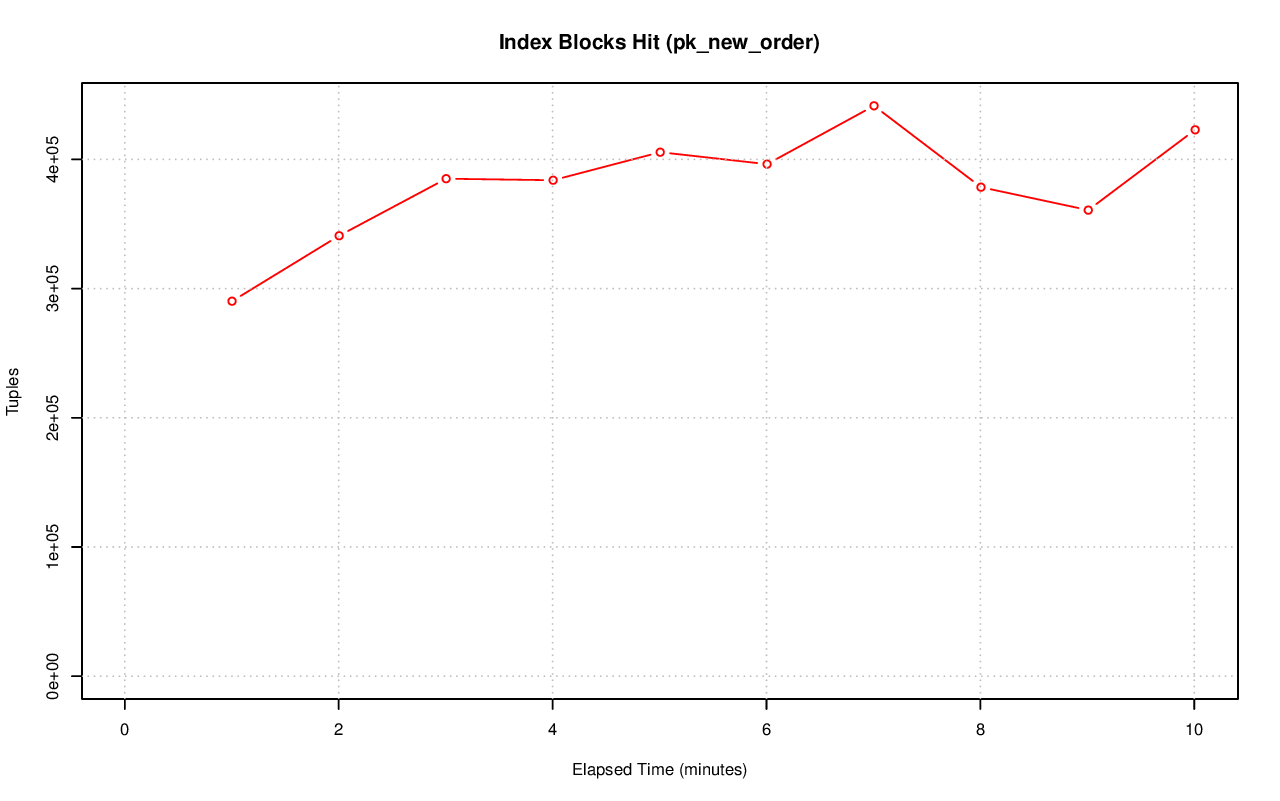 Index Blocks Hit (pk_new_order)
Tuples
4e+05
3e+05
2e+05
1e+05
0e+00
0 2 4 6 8 10
Elapsed Time (minutes)